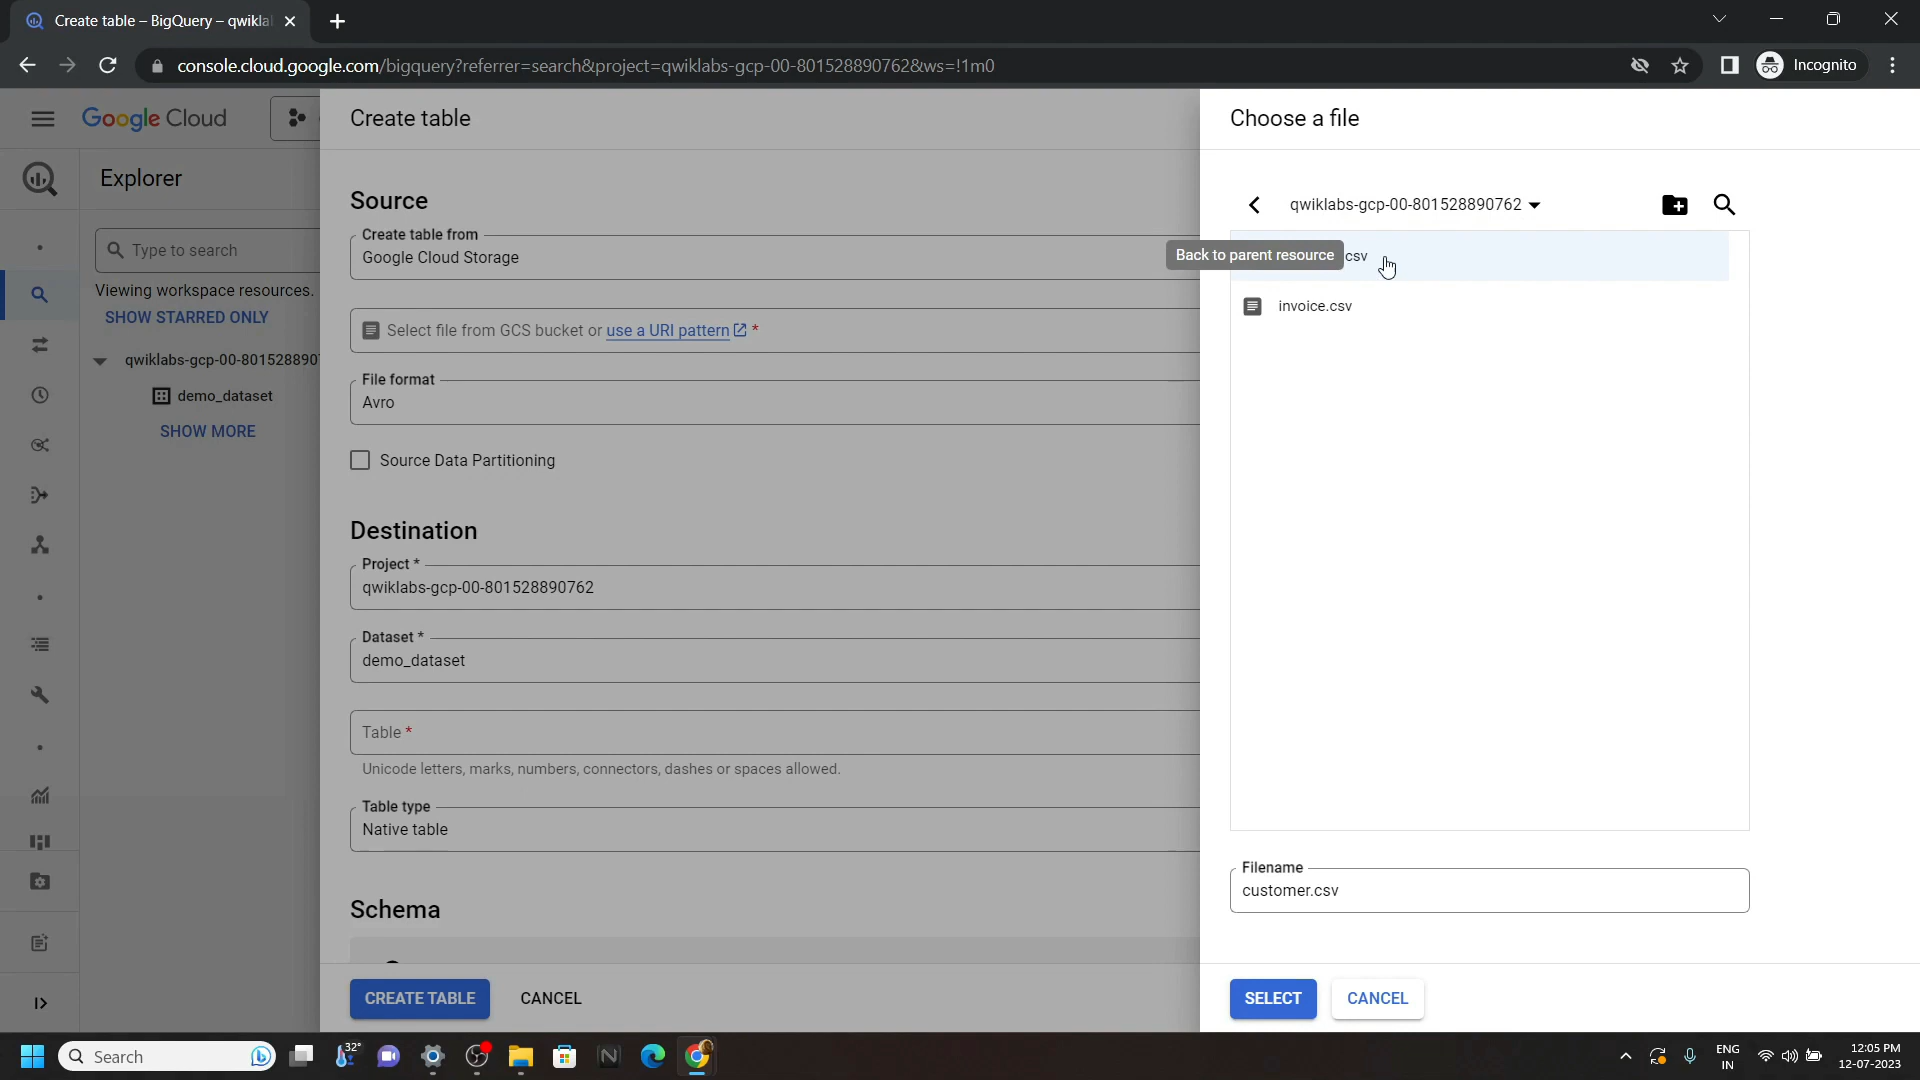 Create table – BigQuery – qwikla
console.cloud.google.com/bigquery?referrer=search&project=qwiklabs-gcp-00-801528890762&ws=!1m0
Incognito
Google Cloud
Create table
Choose a file
Explorer
Source
qwiklabs-gcp-00-801528890762
Create table from
Google Cloud Storage
Type to search
Back to parent resource
csv
Viewing workspace resources.
SHOW STARRED ONLY
invoice.csv
Select file from GCS bucket or use a URI pattern *
qwiklabs-gcp-00-8015288907
File format
Avro
demo_dataset
SHOW MORE
Source Data Partitioning
Destination
Project *
qwiklabs-gcp-00-801528890762
Dataset *
demo_dataset
Table *
Unicode letters, marks, numbers, connectors, dashes or spaces allowed.
Table type
Native table
Filename
customer.csv
Schema
CREATE TABLE
CANCEL
SELECT
CANCEL
Search
32°
ENG
IN
12:05 PM
12-07-2023